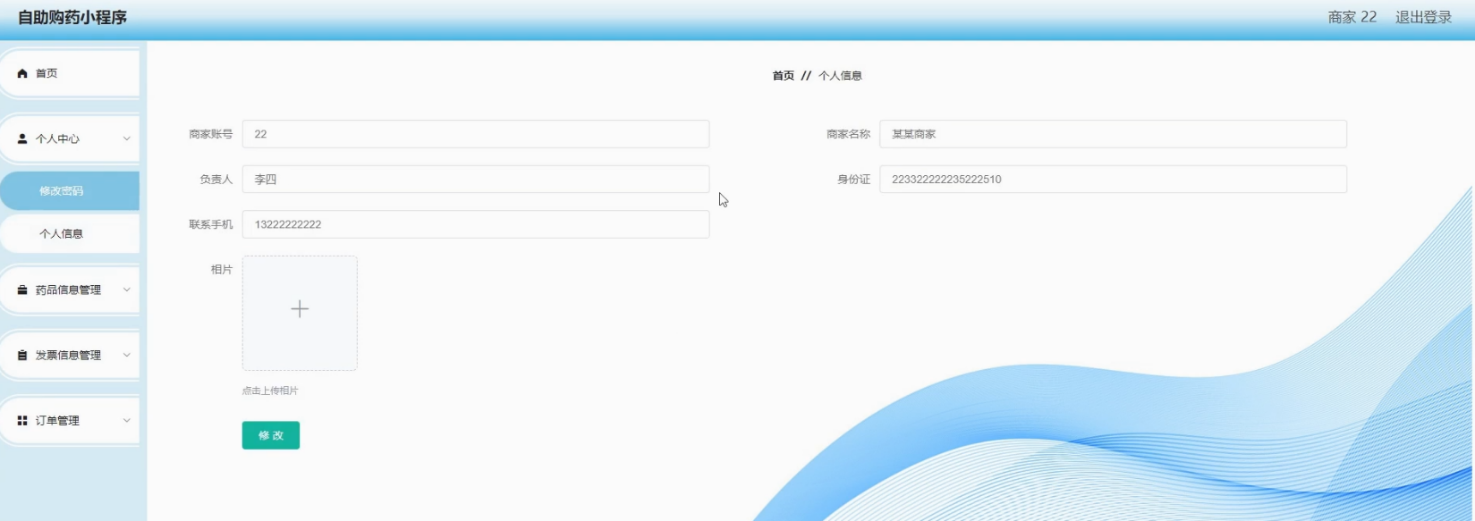 自助购药小程序
商家 22 退出登录
首页
首页 // 个人信息
个人中心
修改密码
个人信息
药品信息管理
发票信息管理
订单管理
商家账号 22
商家名称 某某商家
负责人 李四
身份证 223322222235222510
联系手机 13222222222
相片
点击上传相片
修改